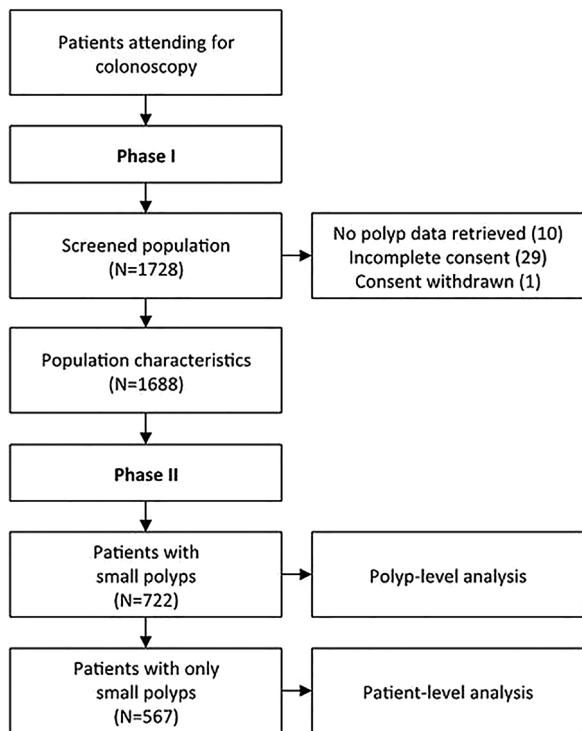 Patients attending for
colonoscopy
Phase I
Screened population
(N=1728)
No polyp data retrieved (10)
Incomplete consent (29)
Consent withdrawn (1)
Population characteristics
(N=1688)
Phase II
Patients with
small polyps
(N=722)
Polyp-level analysis
Patients with only
small polyps
(N=567)
Patient-level analysis